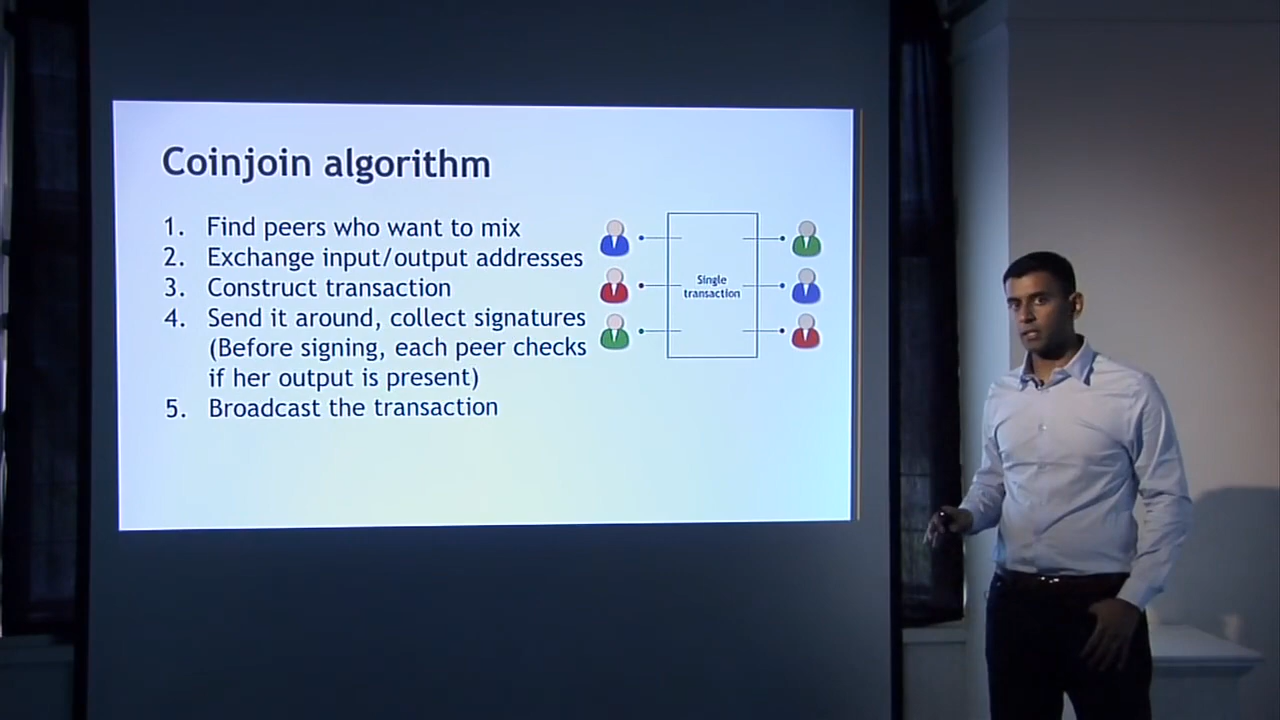 Coinjoin algorithm
1. Find peers who want to mix
2. Exchange input/output addresses
3. Construct transaction
4. Send it around, collect signatures
(Before signing, each peer checks
if her output is present)
5. Broadcast the transaction
Single
transaction